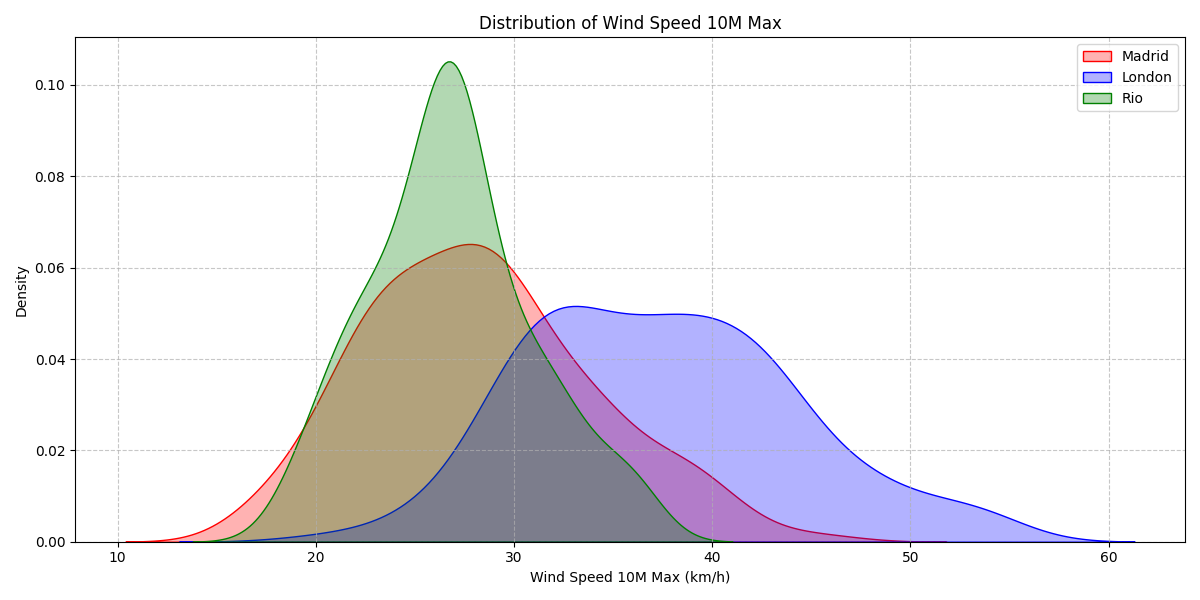 Distribution of Wind Speed 10M Max
Madrid
London
Rio
Density
0.10
0.08
0.06
0.04
0.02
0.00
10 20 30 40 50 60
Wind Speed 10M Max (km/h)